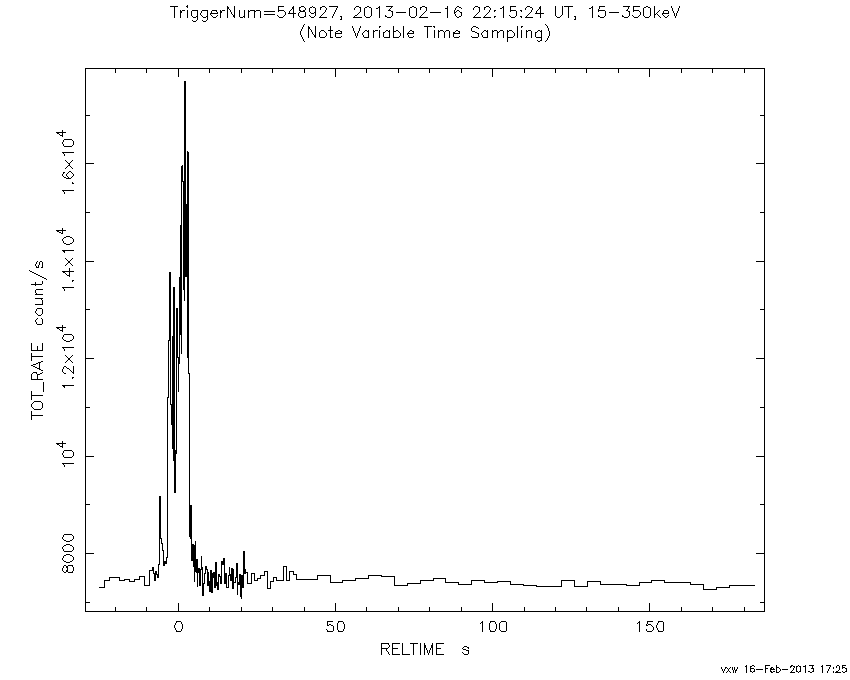 TriggerNum=548927, 2013-02-16 22:15:24 UT, 15-350keV
(Note Variable Time Sampling)
TOT_RATE count/s
1.6×10⁴
1.4×10⁴
1.2×10⁴
10⁴
8000
0 50 100 150
RELTIME s
vxw 16-Feb-2013 17:25